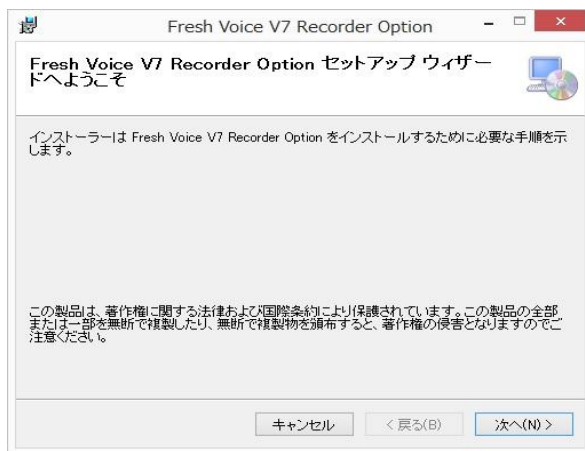 Fresh Voice V7 Recorder Option
Fresh Voice V7 Recorder Option セットアップ ウィザー
ドへようこそ
インストーラーは Fresh Voice V7 Recorder Option をインストールするために必要な手順を示
します。
この製品は、著作権に関する法律および国際条約により保護されています。この製品の全部
または一部を無断で複製したり、無断で複製物を頒布すると、著作権の侵害となりますのでご
注意ください。
キャンセル < 戻る(B) 次へ(N) >